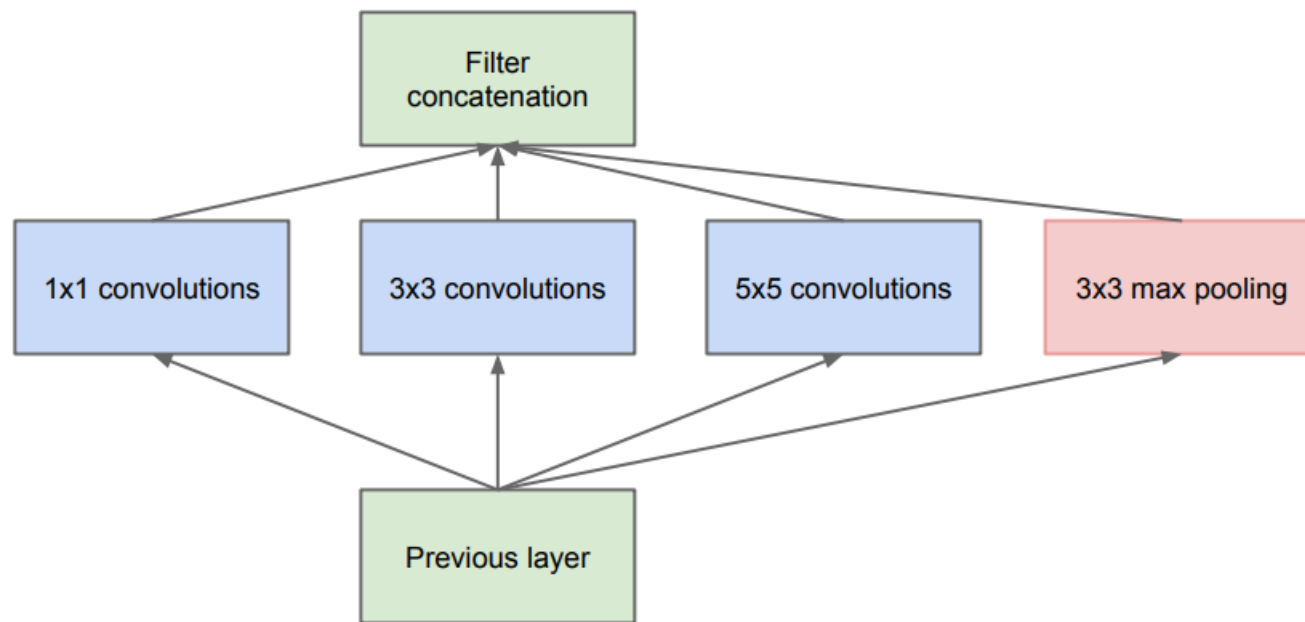 Filter
concatenation
1x1 convolutions
3x3 convolutions
5x5 convolutions
3x3 max pooling
Previous layer